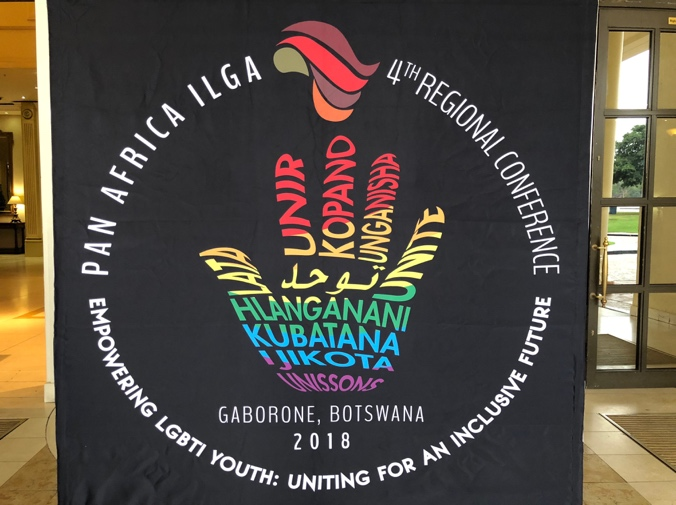 PAN AFRICA ILGA
4TH REGIONAL CONFERENCE
UNIR
KOPANO
UNGANISHA
UNITE
توحد
HLANGANANI
KUBATANA
IJIKOTA
UNISSONS
GABORONE, BOTSWANA
2018
EMPOWERING LGBTI YOUTH: UNITING FOR AN INCLUSIVE FUTURE